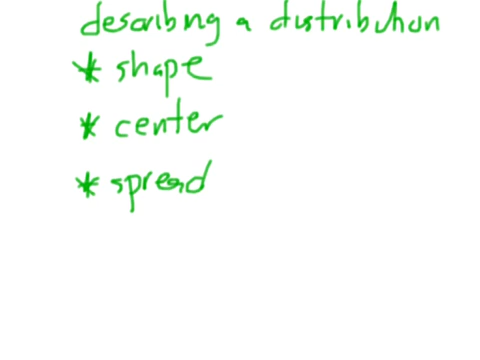 describing a distribution
* shape
* center
* spread